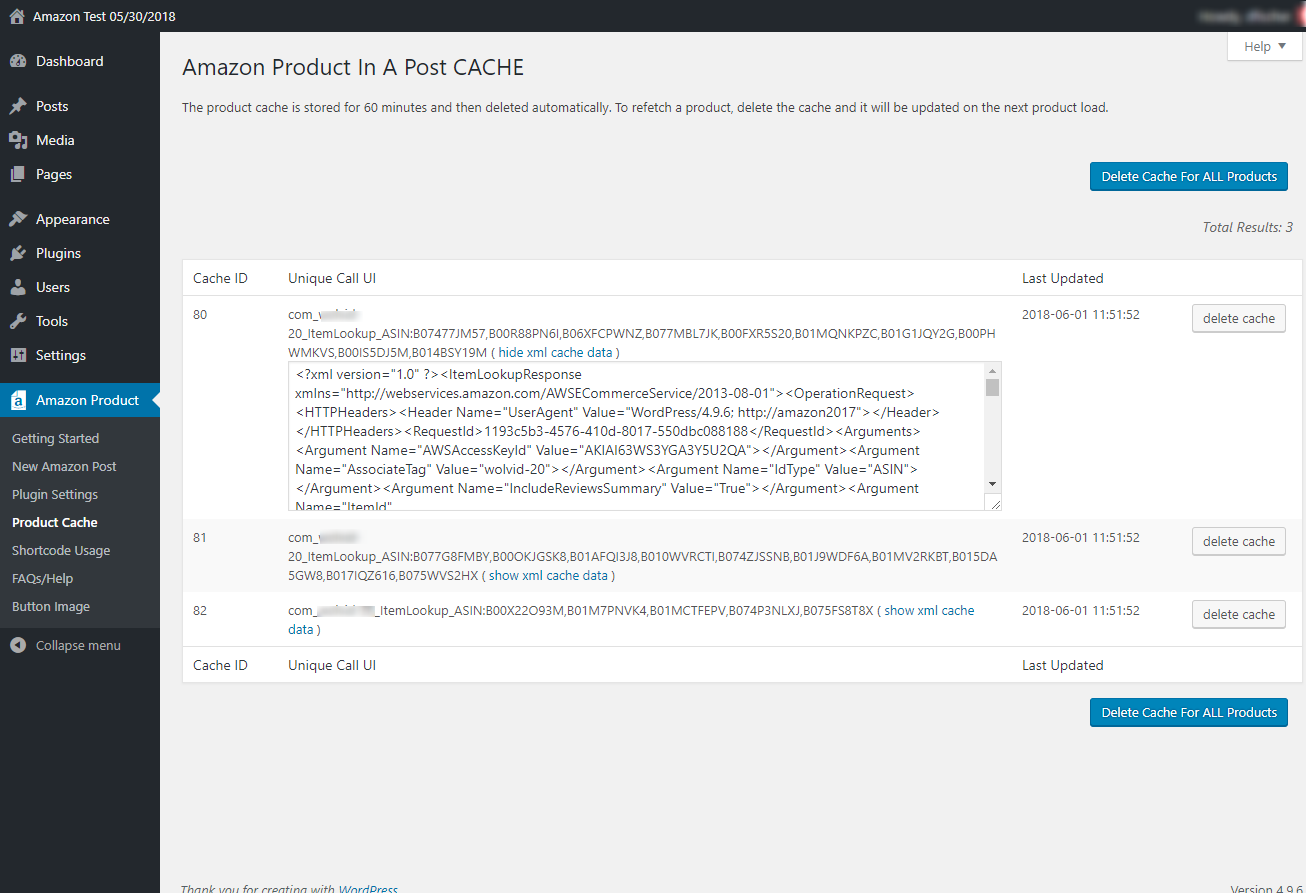 Amazon Test 05/30/2018
Help
Dashboard
Posts
Media
Pages
Appearance
Plugins
Users
Tools
Settings
Amazon Product
Getting Started
New Amazon Post
Plugin Settings
Product Cache
Shortcode Usage
FAQs/Help
Button Image
Collapse menu
Amazon Product In A Post CACHE
The product cache is stored for 60 minutes and then deleted automatically. To refetch a product, delete the cache and it will be updated on the next product load.
Delete Cache For ALL Products
Total Results: 3
Cache ID Unique Call UI Last Updated
80 com_ 2018-06-01 11:51:52 delete cache
20_ItemLookup_ASIN:B07477JM57,B00R88PN6I,B06XFCPWNZ,B077MBL7JK,B00FXR5S20,B01MQNKPZC,B01G1JQY2G,B00PH
WMKVS,B00IS5DJ5M,B014BSY19M ( hide xml cache data )
<?xml version="1.0" ?><ItemLookupResponse
xmlns="http://webservices.amazon.com/AWSECommerceService/2013-08-01"><OperationRequest>
<HTTPHeaders><Header Name="UserAgent" Value="WordPress/4.9.6; http://amazon2017"></Header>
</HTTPHeaders><RequestId>1193c5b3-4576-410d-8017-550dbc088188</RequestId><Arguments>
<Argument Name="AWSAccessKeyId" Value="AKIAI63WS3YGA3Y5U2QA"></Argument><Argument
Name="AssociateTag" Value="wolvid-20"></Argument><Argument Name="IdType" Value="ASIN">
</Argument><Argument Name="IncludeReviewsSummary" Value="True"></Argument><Argument
Name="ItemId"
81 com_ 2018-06-01 11:51:52 delete cache
20_ItemLookup_ASIN:B077G8FMBY,B00OKJGSK8,B01AFQI3J8,B010WVRCTI,B074ZJSSNB,B01J9WDF6A,B01MV2RKBT,B015DA
5GW8,B017IQZ616,B075WVS2HX ( show xml cache data )
82 com_ _ItemLookup_ASIN:B00X22O93M,B01M7PNVK4,B01MCTFEPV,B074P3NLXJ,B075FS8T8X ( show xml cache 2018-06-01 11:51:52 delete cache
data )
Cache ID Unique Call UI Last Updated
Delete Cache For ALL Products
Thank you for creating with WordPress
Version 4.9.6